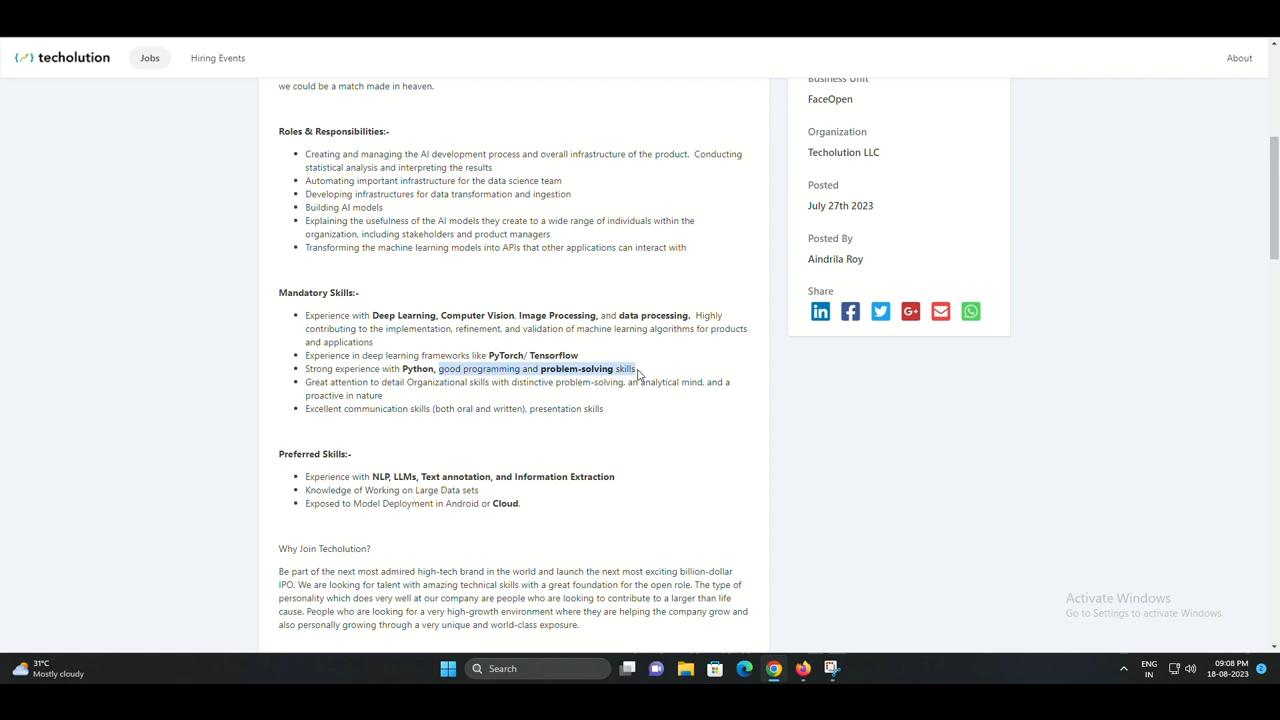 techolution
Jobs
Hiring Events
About
we could be a match made in heaven.
Roles & Responsibilities:-
• Creating and managing the AI development process and overall infrastructure of the product. Conducting
statistical analysis and interpreting the results
• Automating important infrastructure for the data science team
• Developing infrastructures for data transformation and ingestion
• Building AI models
• Explaining the usefulness of the AI models they create to a wide range of individuals within the
organization, including stakeholders and product managers
• Transforming the machine learning models into APIs that other applications can interact with
Mandatory Skills:-
• Experience with Deep Learning, Computer Vision, Image Processing, and data processing. Highly
contributing to the implementation, refinement, and validation of machine learning algorithms for products
and applications
• Experience in deep learning frameworks like PyTorch/ Tensorflow
• Strong experience with Python, good programming and problem-solving skills
• Great attention to detail Organizational skills with distinctive problem-solving, an analytical mind, and a
proactive in nature
• Excellent communication skills (both oral and written), presentation skills
Preferred Skills:-
• Experience with NLP, LLMs, Text annotation, and Information Extraction
• Knowledge of Working on Large Data sets
• Exposed to Model Deployment in Android or Cloud.
Why Join Techolution?
Be part of the next most admired high-tech brand in the world and launch the next most exciting billion-dollar
IPO. We are looking for talent with amazing technical skills with a great foundation for the open role. The type of
personality which does very well at our company are people who are looking to contribute to a larger than life
cause. People who are looking for a very high-growth environment where they are helping the company grow and
also personally growing through a very unique and world-class exposure.
Business Unit
FaceOpen
Organization
Techolution LLC
Posted
July 27th 2023
Posted By
Aindrila Roy
Share
Activate Windows
Go to Settings to activate Windows.
31°C
Mostly cloudy
Search
ENG
IN
09:08 PM
18-08-2023
2